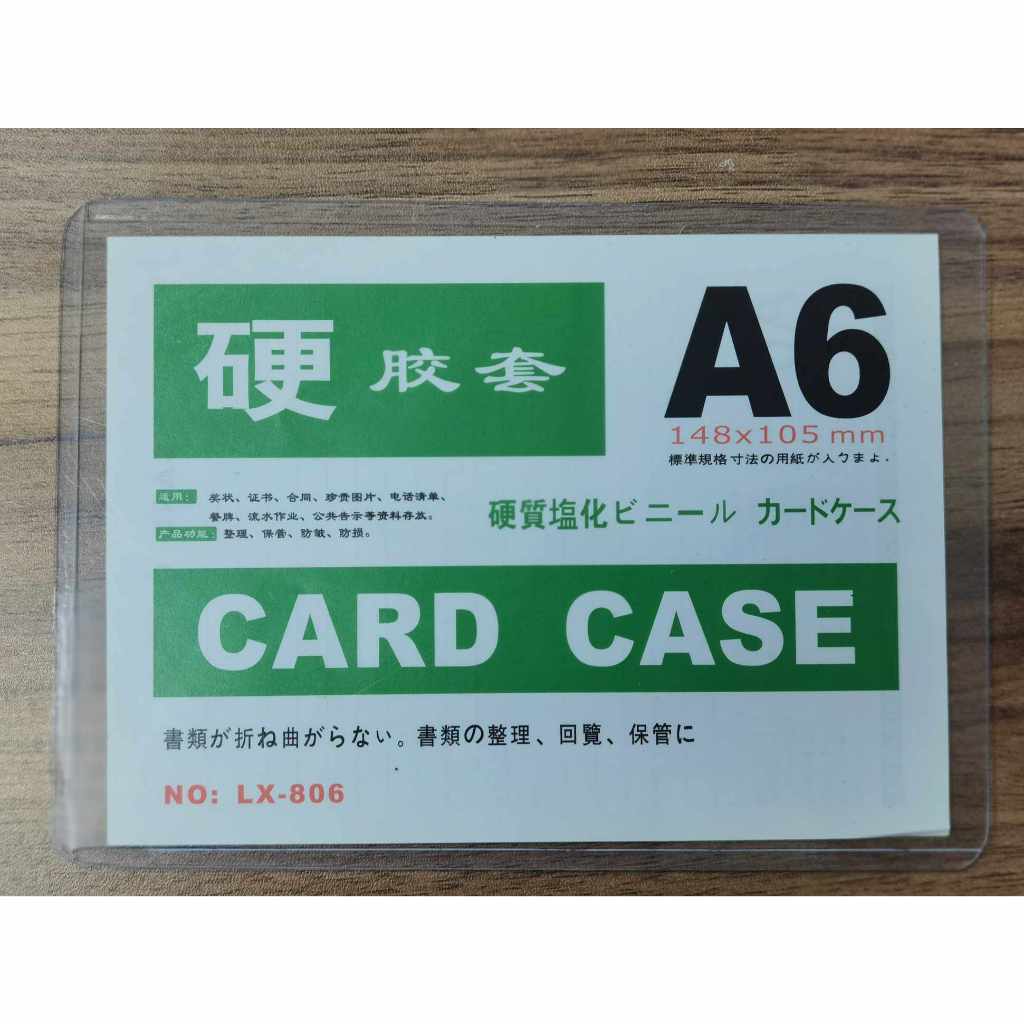 硬 胶套
A6
148x105mm
標準規格寸法の用紙が入りまよ.
适用: 奖状、证书、合同、珍贵图片、电话清单、
餐牌、流水作业、公共告示等资料存放。
产品功能: 整理、保管、防皱、防损。
硬質塩化ビニール カードケース
CARD CASE
書類が折ね曲がらない。書類の整理、回覽、保管に
NO: LX-806